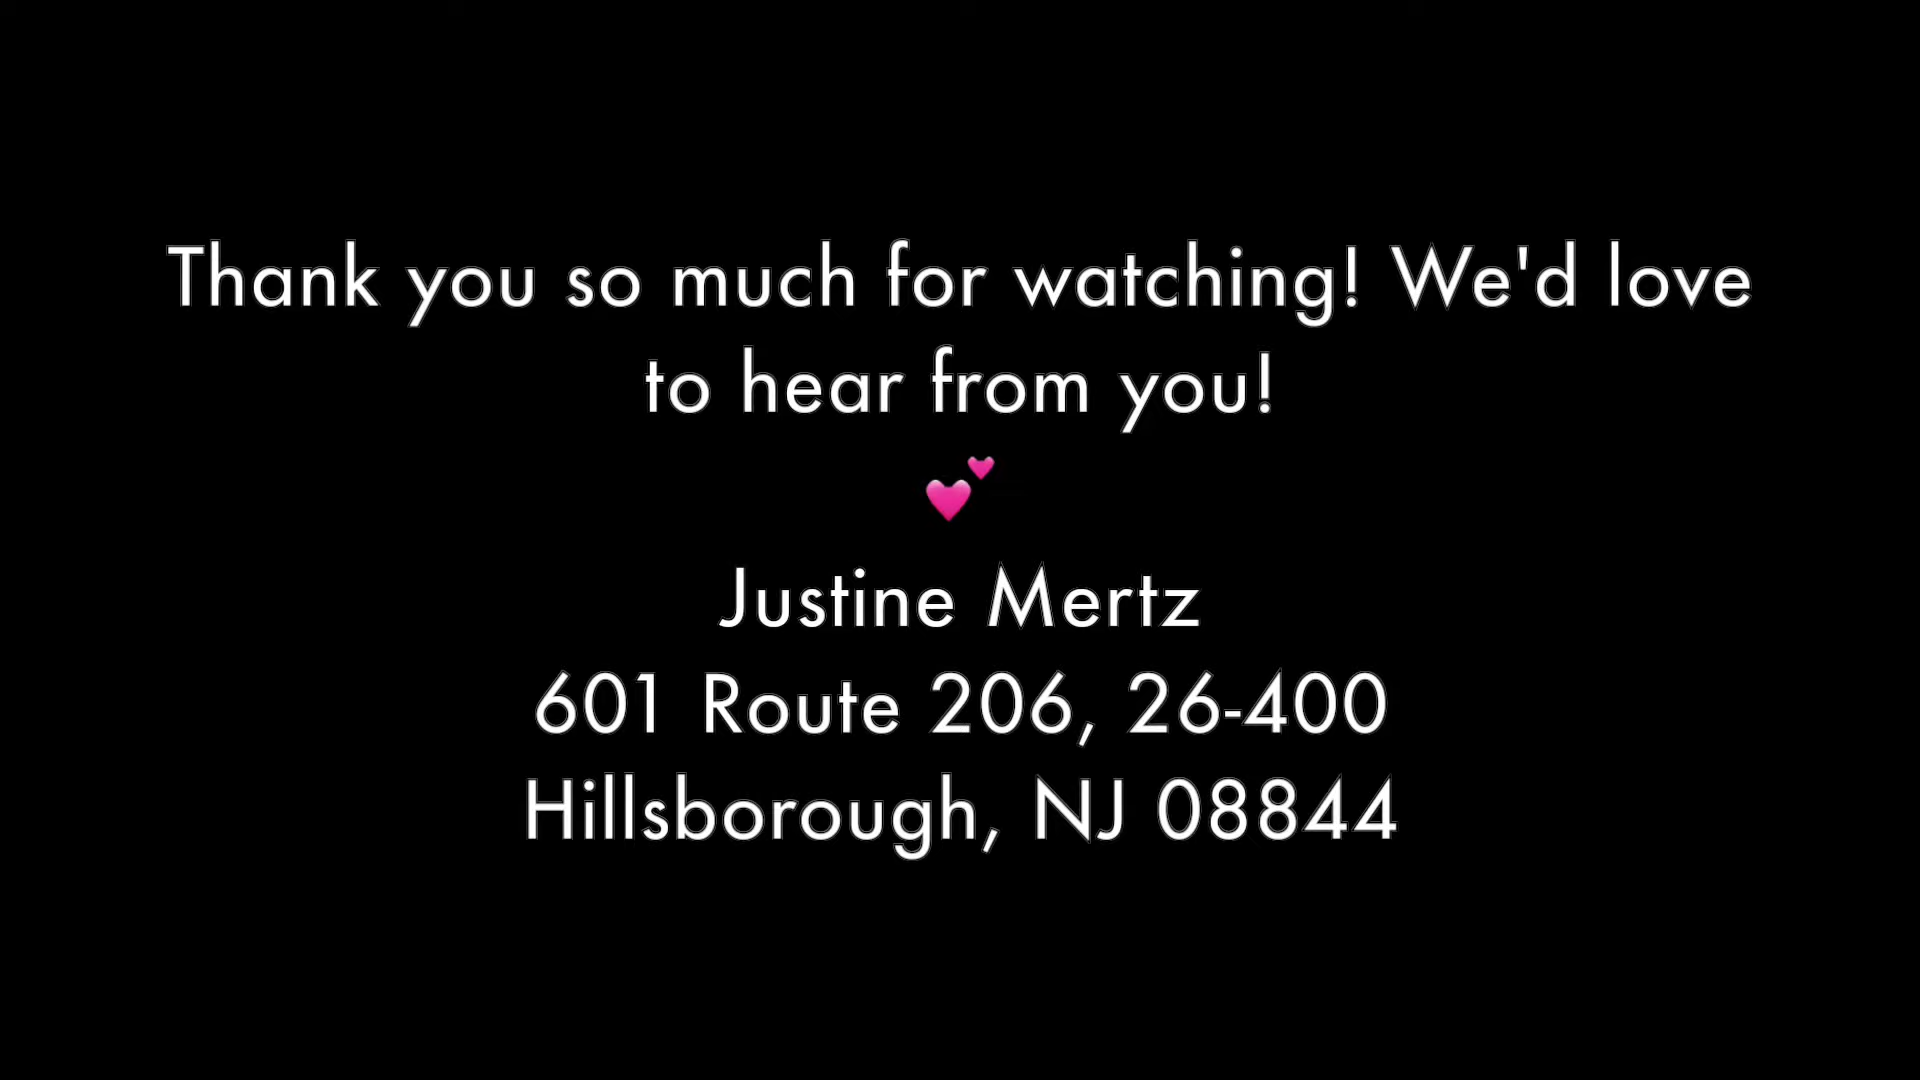 Thank you so much for watching! We'd love
to hear from you!
💕
Justine Mertz
601 Route 206, 26-400
Hillsborough, NJ 08844